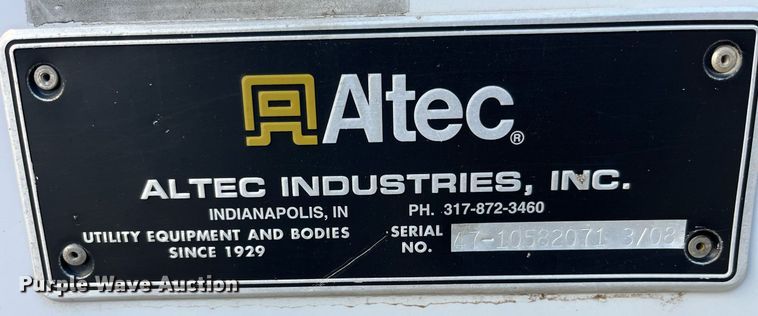 Altec®
ALTEC INDUSTRIES, INC.
INDIANAPOLIS, IN PH. 317-872-3460
UTILITY EQUIPMENT AND BODIES
SINCE 1929
SERIAL
NO. 47-10582071 3/08
Purple Wave Auction